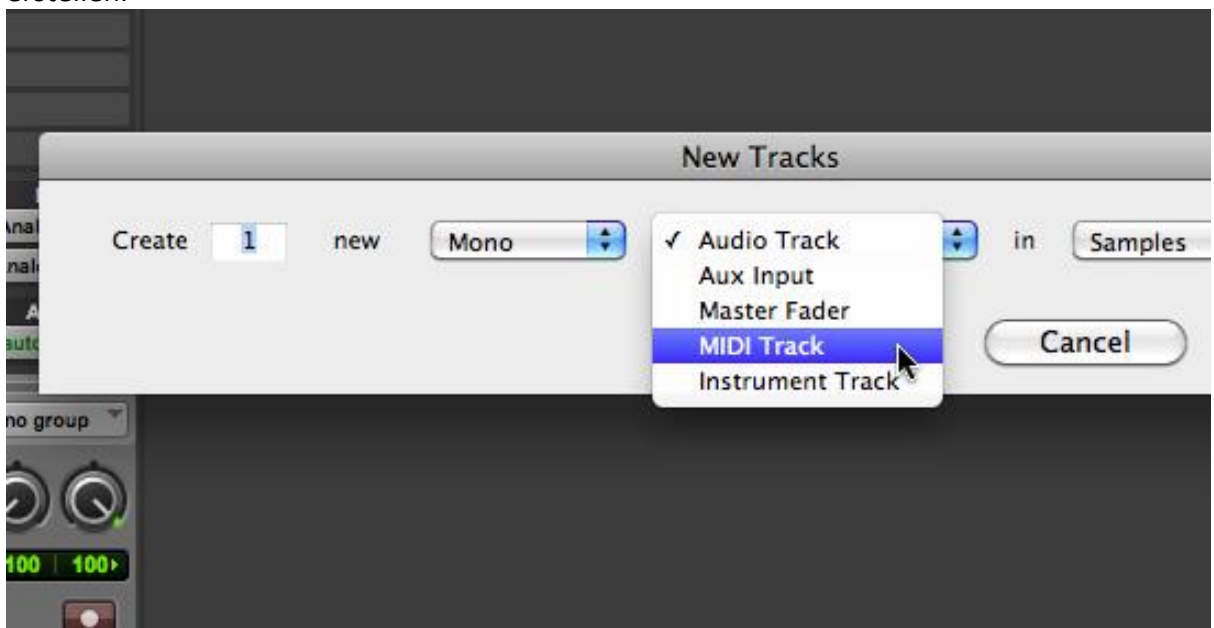 erstellen.
New Tracks
Create 1 new Mono ✓ Audio Track in Samples
Aux Input
Master Fader
MIDI Track
Instrument Track
Cancel
no group
100 100